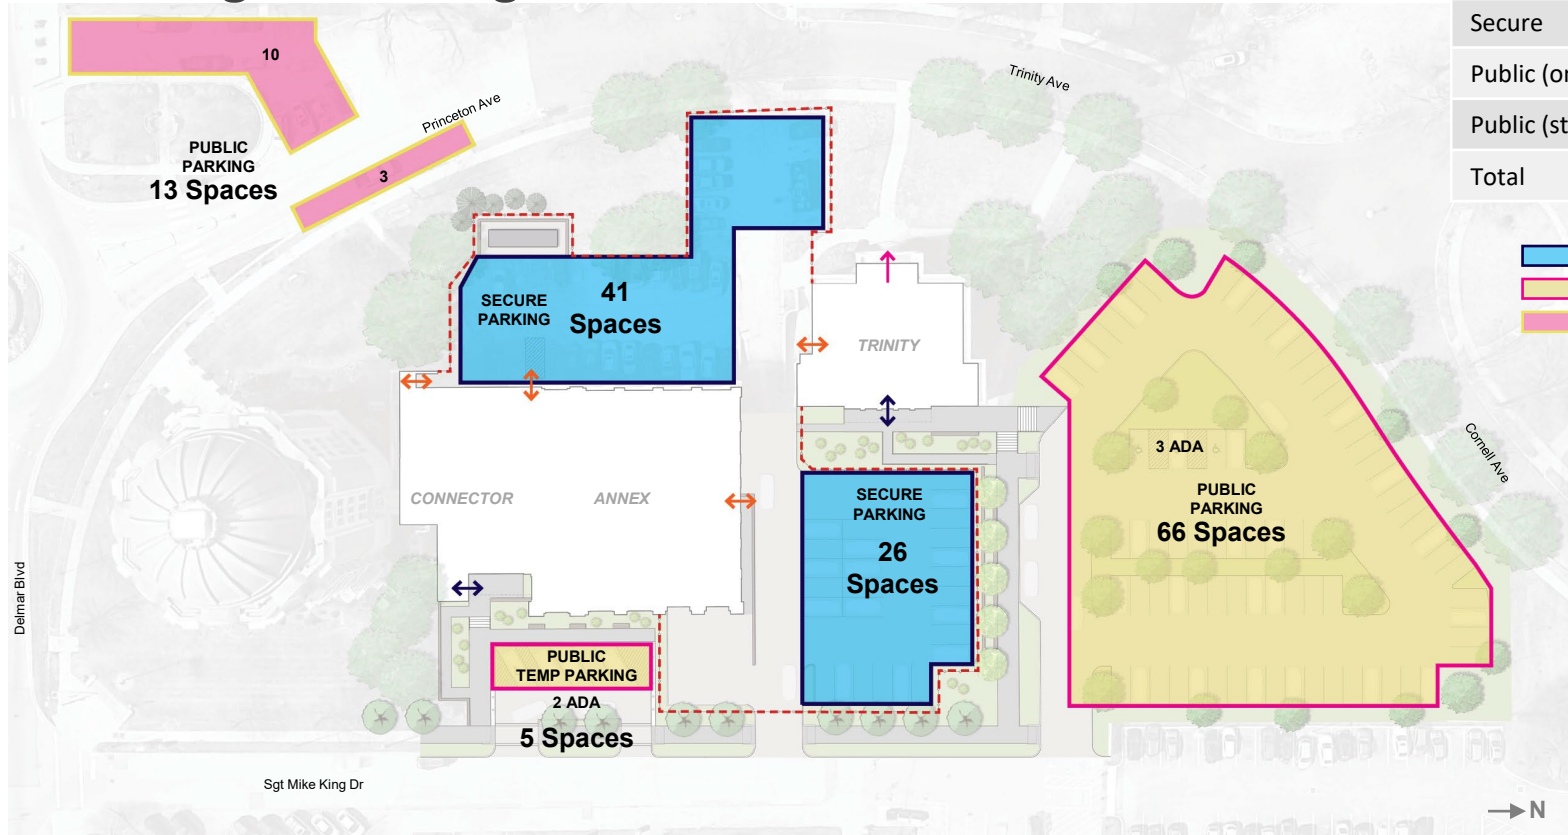 Secure
Public (or
Public (st
Total
10
Princeton Ave
Trinity Ave
PUBLIC
PARKING
13 Spaces
3
SECURE
PARKING
41
Spaces
TRINITY
3 ADA
Cornell Ave
PUBLIC
PARKING
66 Spaces
CONNECTOR
ANNEX
SECURE
PARKING
26
Spaces
Delmar Blvd
PUBLIC
TEMP PARKING
2 ADA
5 Spaces
Sgt Mike King Dr
N